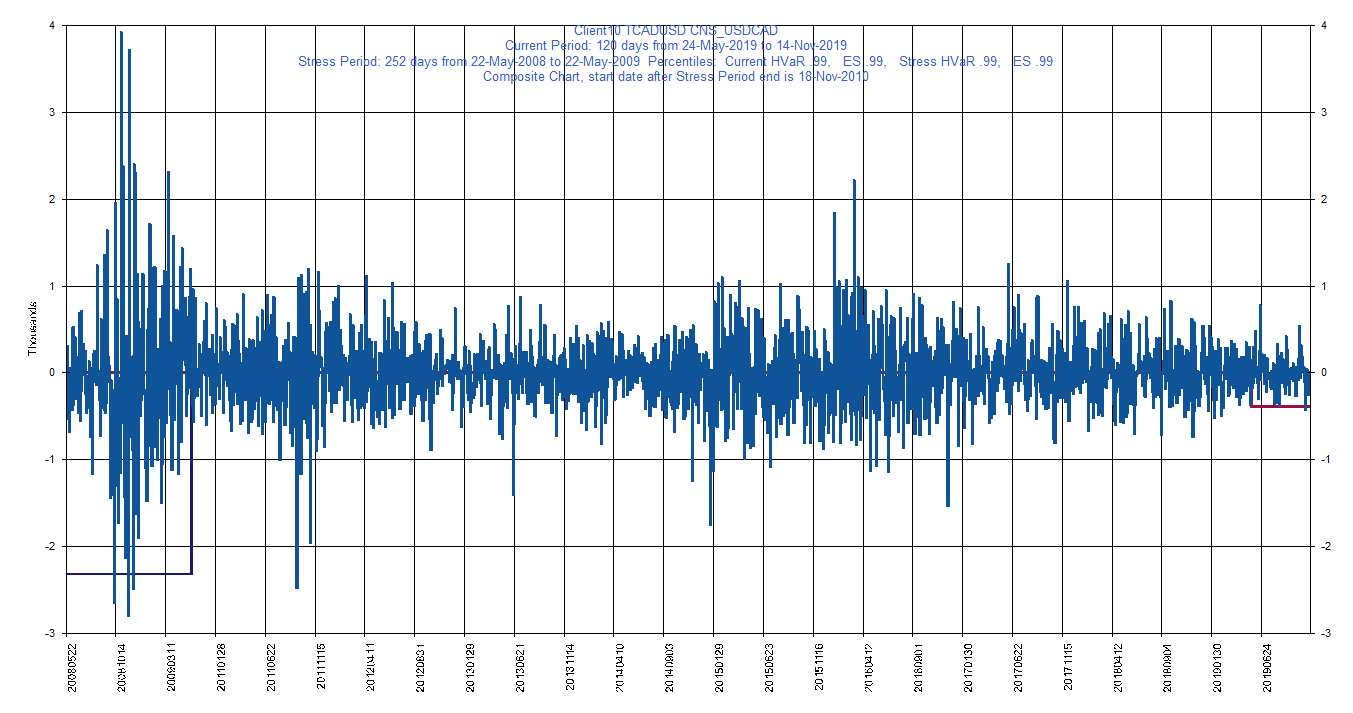 Client10 TCADUSD CNS_USDCAD
Current Period: 120 days from 24-May-2019 to 14-Nov-2019
Stress Period: 252 days from 22-May-2008 to 22-May-2009 Percentiles: Current HVaR .99, ES .99, Stress HVaR .99, ES .99
Composite Chart, start date after Stress Period end is 18-Nov-2010
4 4
3 3
2 2
1 1
Thousands
0 0
-1 -1
-2 -2
-3 -3
20080522 20081014 20090311 20110128 20110622 20111115 20120411 20120831 20130129 20130621 20131114 20140410 20140903 20150129 20150623 20151116 20160412 20160901 20170130 20170622 20171115 20180412 20180904 20190130 20190624